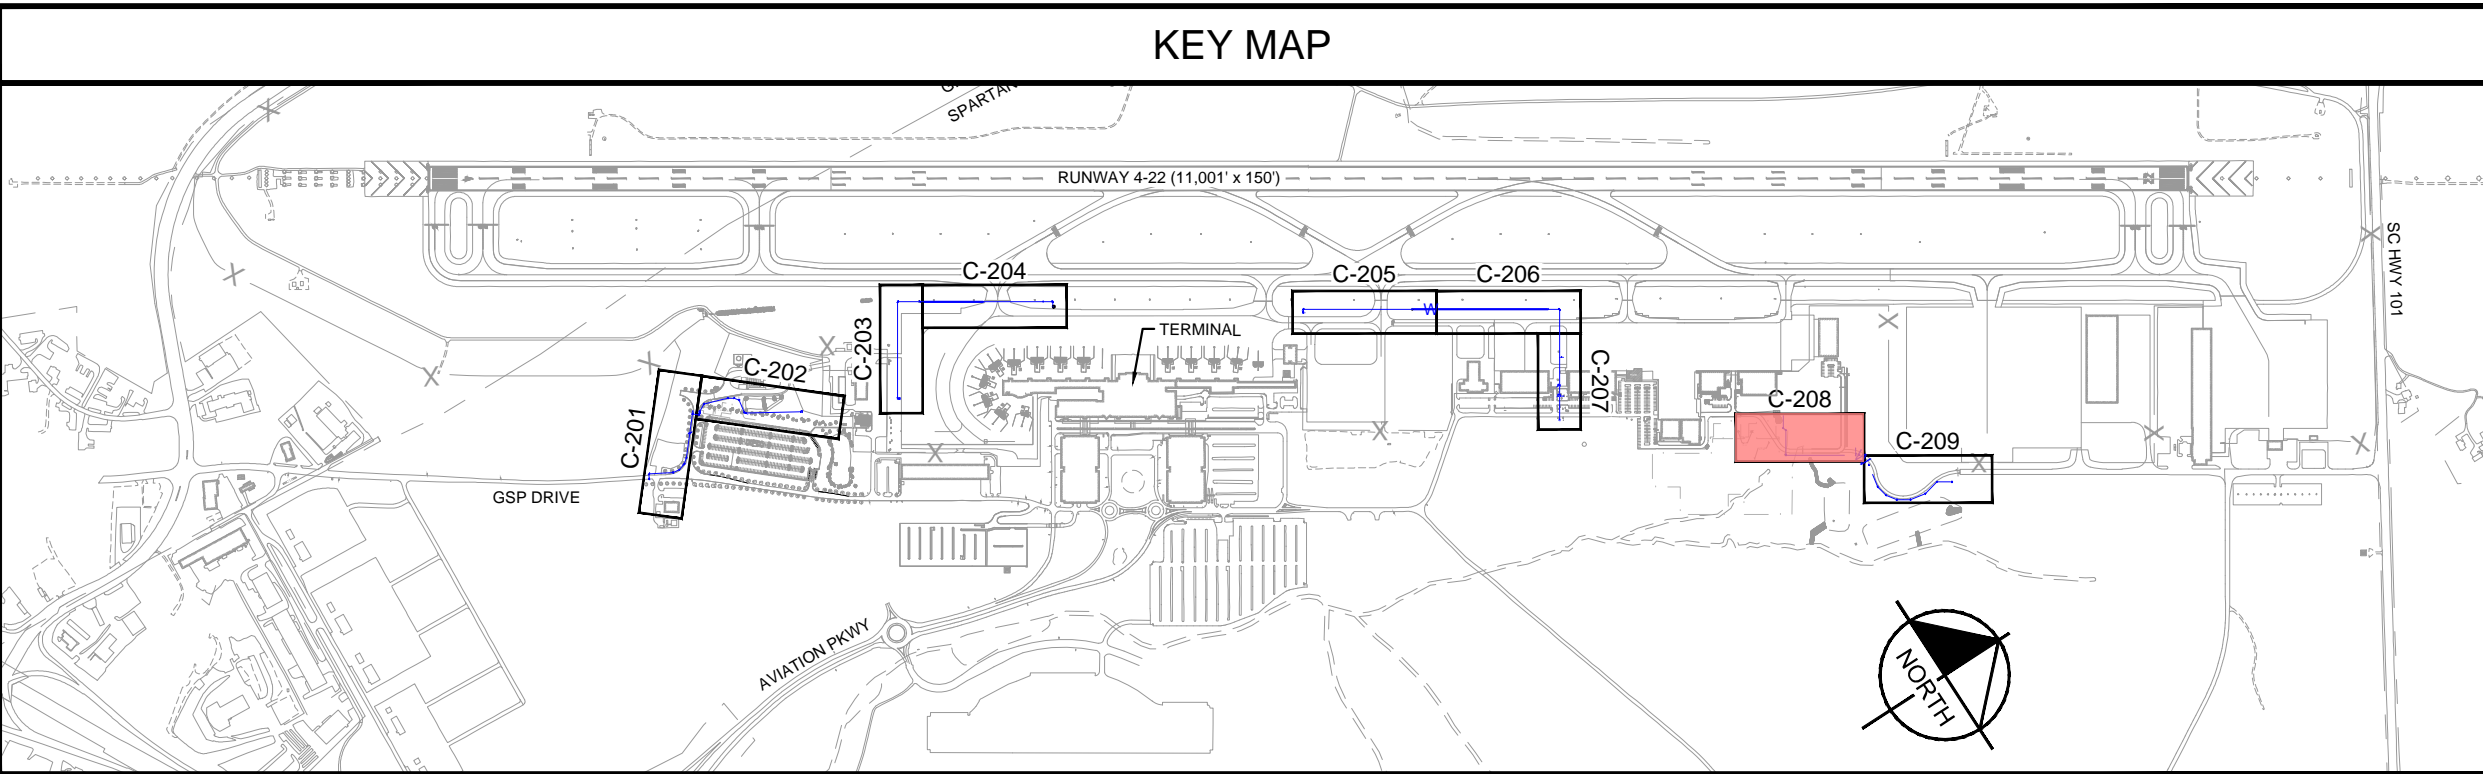 KEY MAP
SPARTAN
RUNWAY 4-22 (11,001' x 150')
SC HWY 101
C-204
C-205
C-206
C-203
TERMINAL
C-202
C-207
C-208
C-201
C-209
GSP DRIVE
W
AVIATION PKWY
NORTH